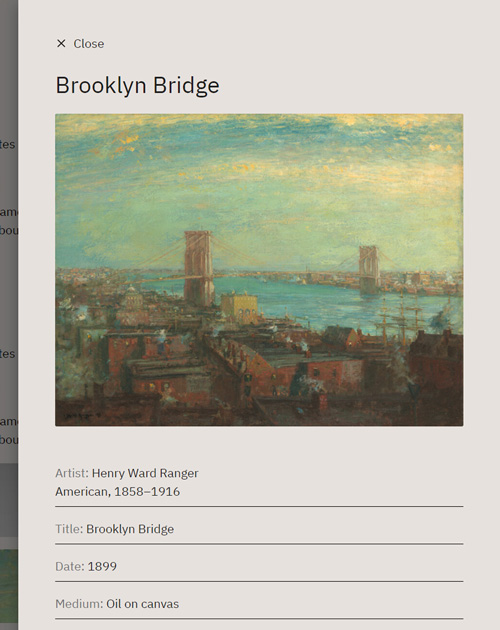 Close
Brooklyn Bridge
Artist: Henry Ward Ranger
American, 1858–1916
Title: Brooklyn Bridge
Date: 1899
Medium: Oil on canvas